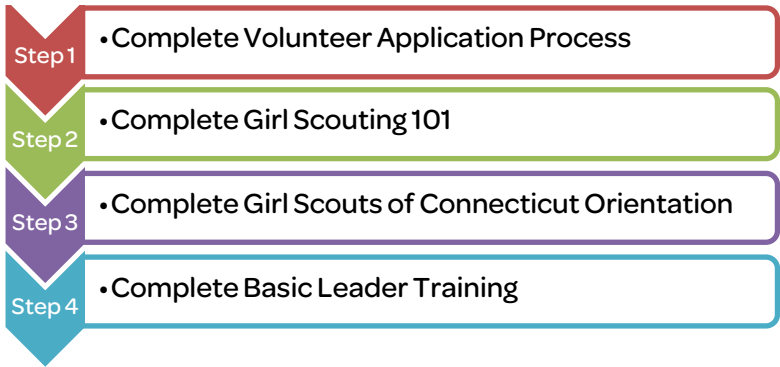 Step 1
• Complete Volunteer Application Process
Step 2
• Complete Girl Scouting 101
Step 3
• Complete Girl Scouts of Connecticut Orientation
Step 4
• Complete Basic Leader Training